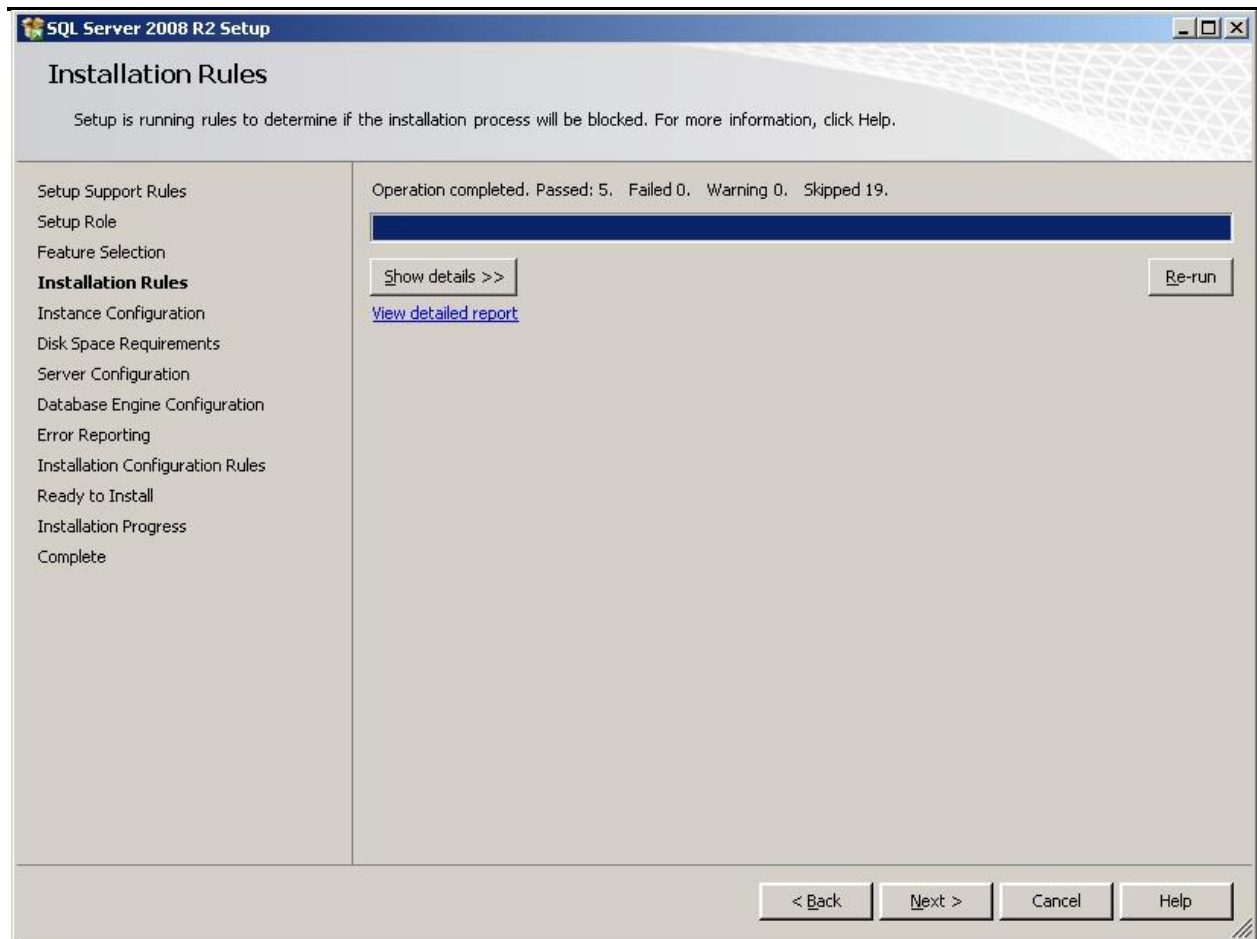 SQL Server 2008 R2 Setup
Installation Rules
Setup is running rules to determine if the installation process will be blocked. For more information, click Help.
Setup Support Rules
Setup Role
Feature Selection
Installation Rules
Instance Configuration
Disk Space Requirements
Server Configuration
Database Engine Configuration
Error Reporting
Installation Configuration Rules
Ready to Install
Installation Progress
Complete
Operation completed. Passed: 5. Failed 0. Warning 0. Skipped 19.
Show details >>
Re-run
View detailed report
< Back
Next >
Cancel
Help